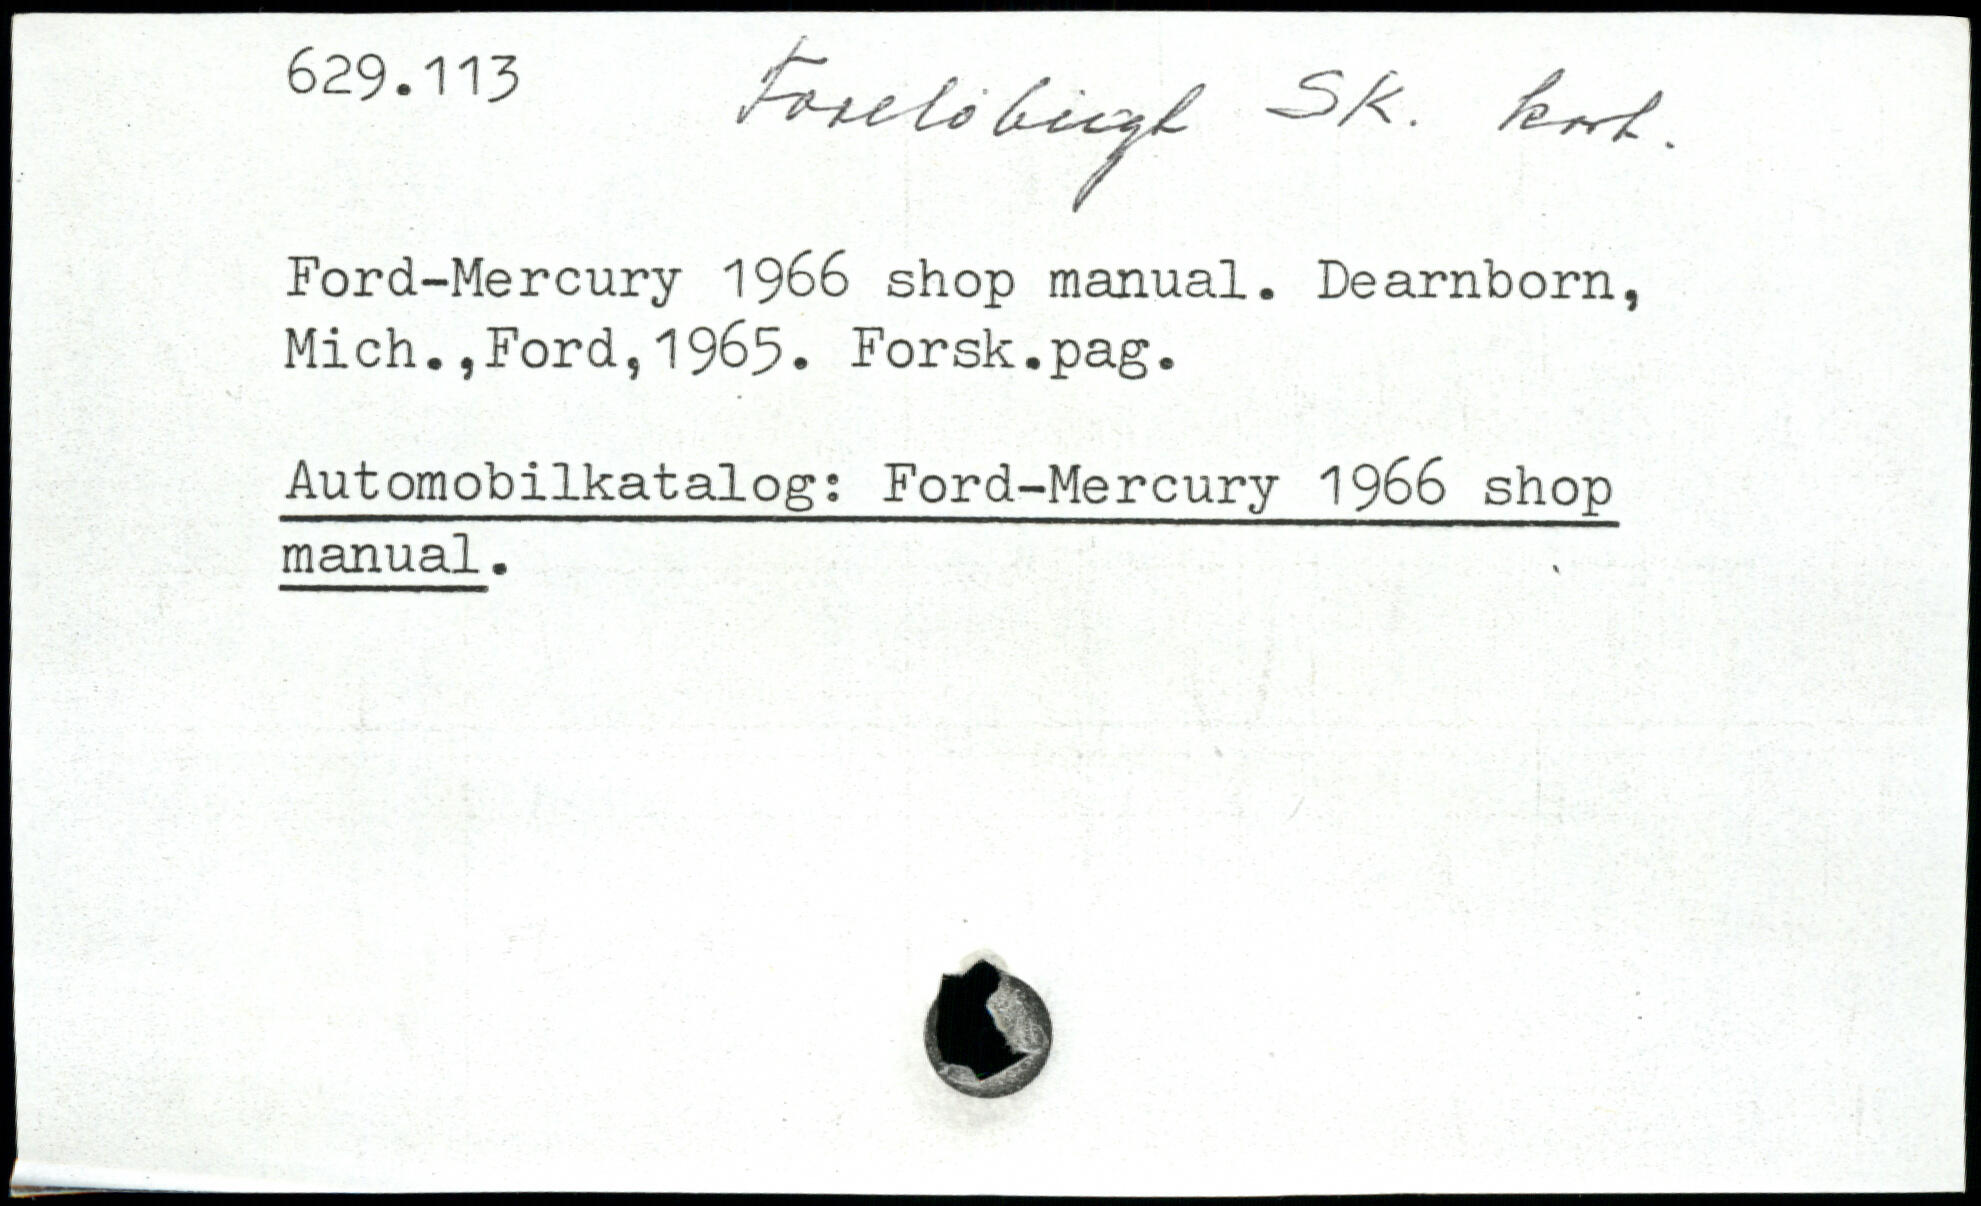 629.113 Foreløbigt SK. kort.
Ford-Mercury 1966 shop manual. Dearnborn,
Mich.,Ford,1965. Forsk.pag.
Automobilkatalog: Ford-Mercury 1966 shop
manual.